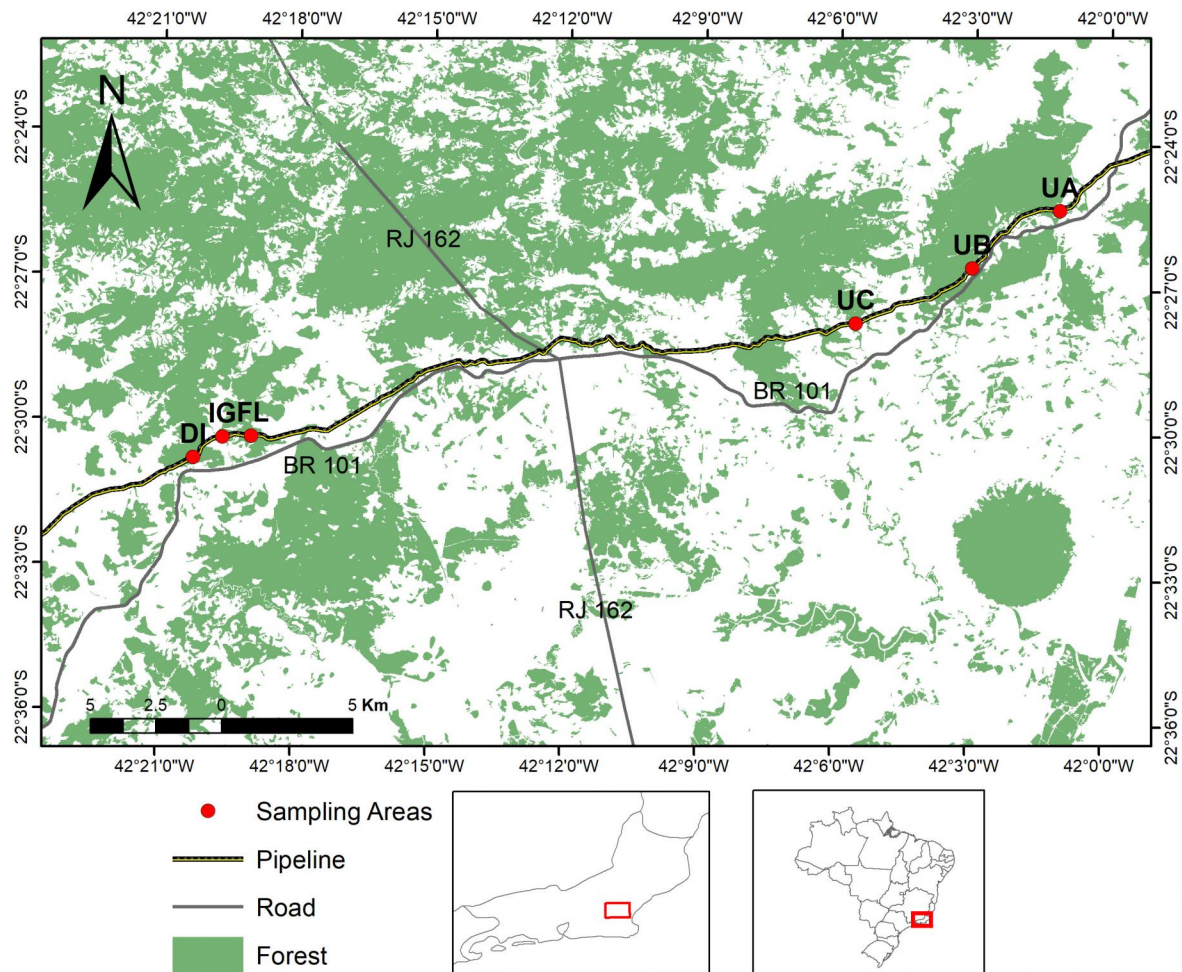 42°21'0"W 42°18'0"W 42°15'0"W 42°12'0"W 42°9'0"W 42°6'0"W 42°3'0"W 42°0'0"W
22°24'0"S
22°27'0"S
22°30'0"S
22°33'0"S
22°36'0"S
N
RJ 162
UA
UB
UC
BR 101
IGFL
DI
BR 101
RJ 162
5 2.5 0 5 Km
22°24'0"S
22°27'0"S
22°30'0"S
22°33'0"S
22°36'0"S
42°21'0"W 42°18'0"W 42°15'0"W 42°12'0"W 42°9'0"W 42°6'0"W 42°3'0"W 42°0'0"W
Sampling Areas
Pipeline
Road
Forest